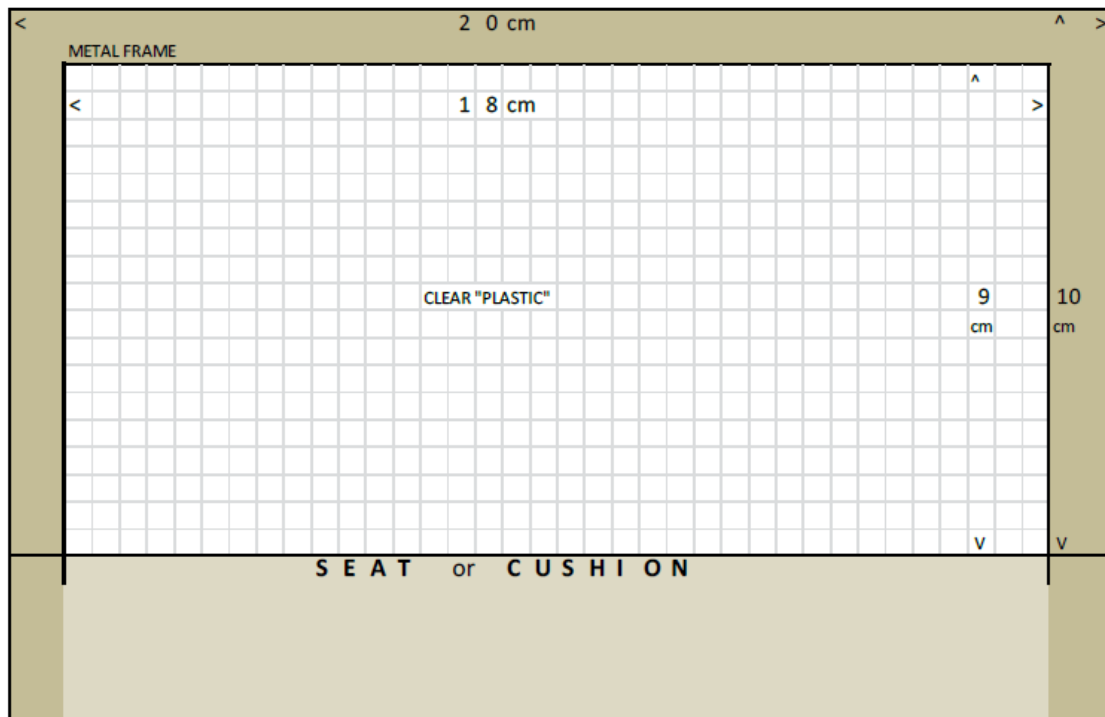 < 2 0 cm ^ >
METAL FRAME
^
< 1 8 cm >
CLEAR "PLASTIC" 9 10
cm cm
v v
S E A T or C U S H I O N